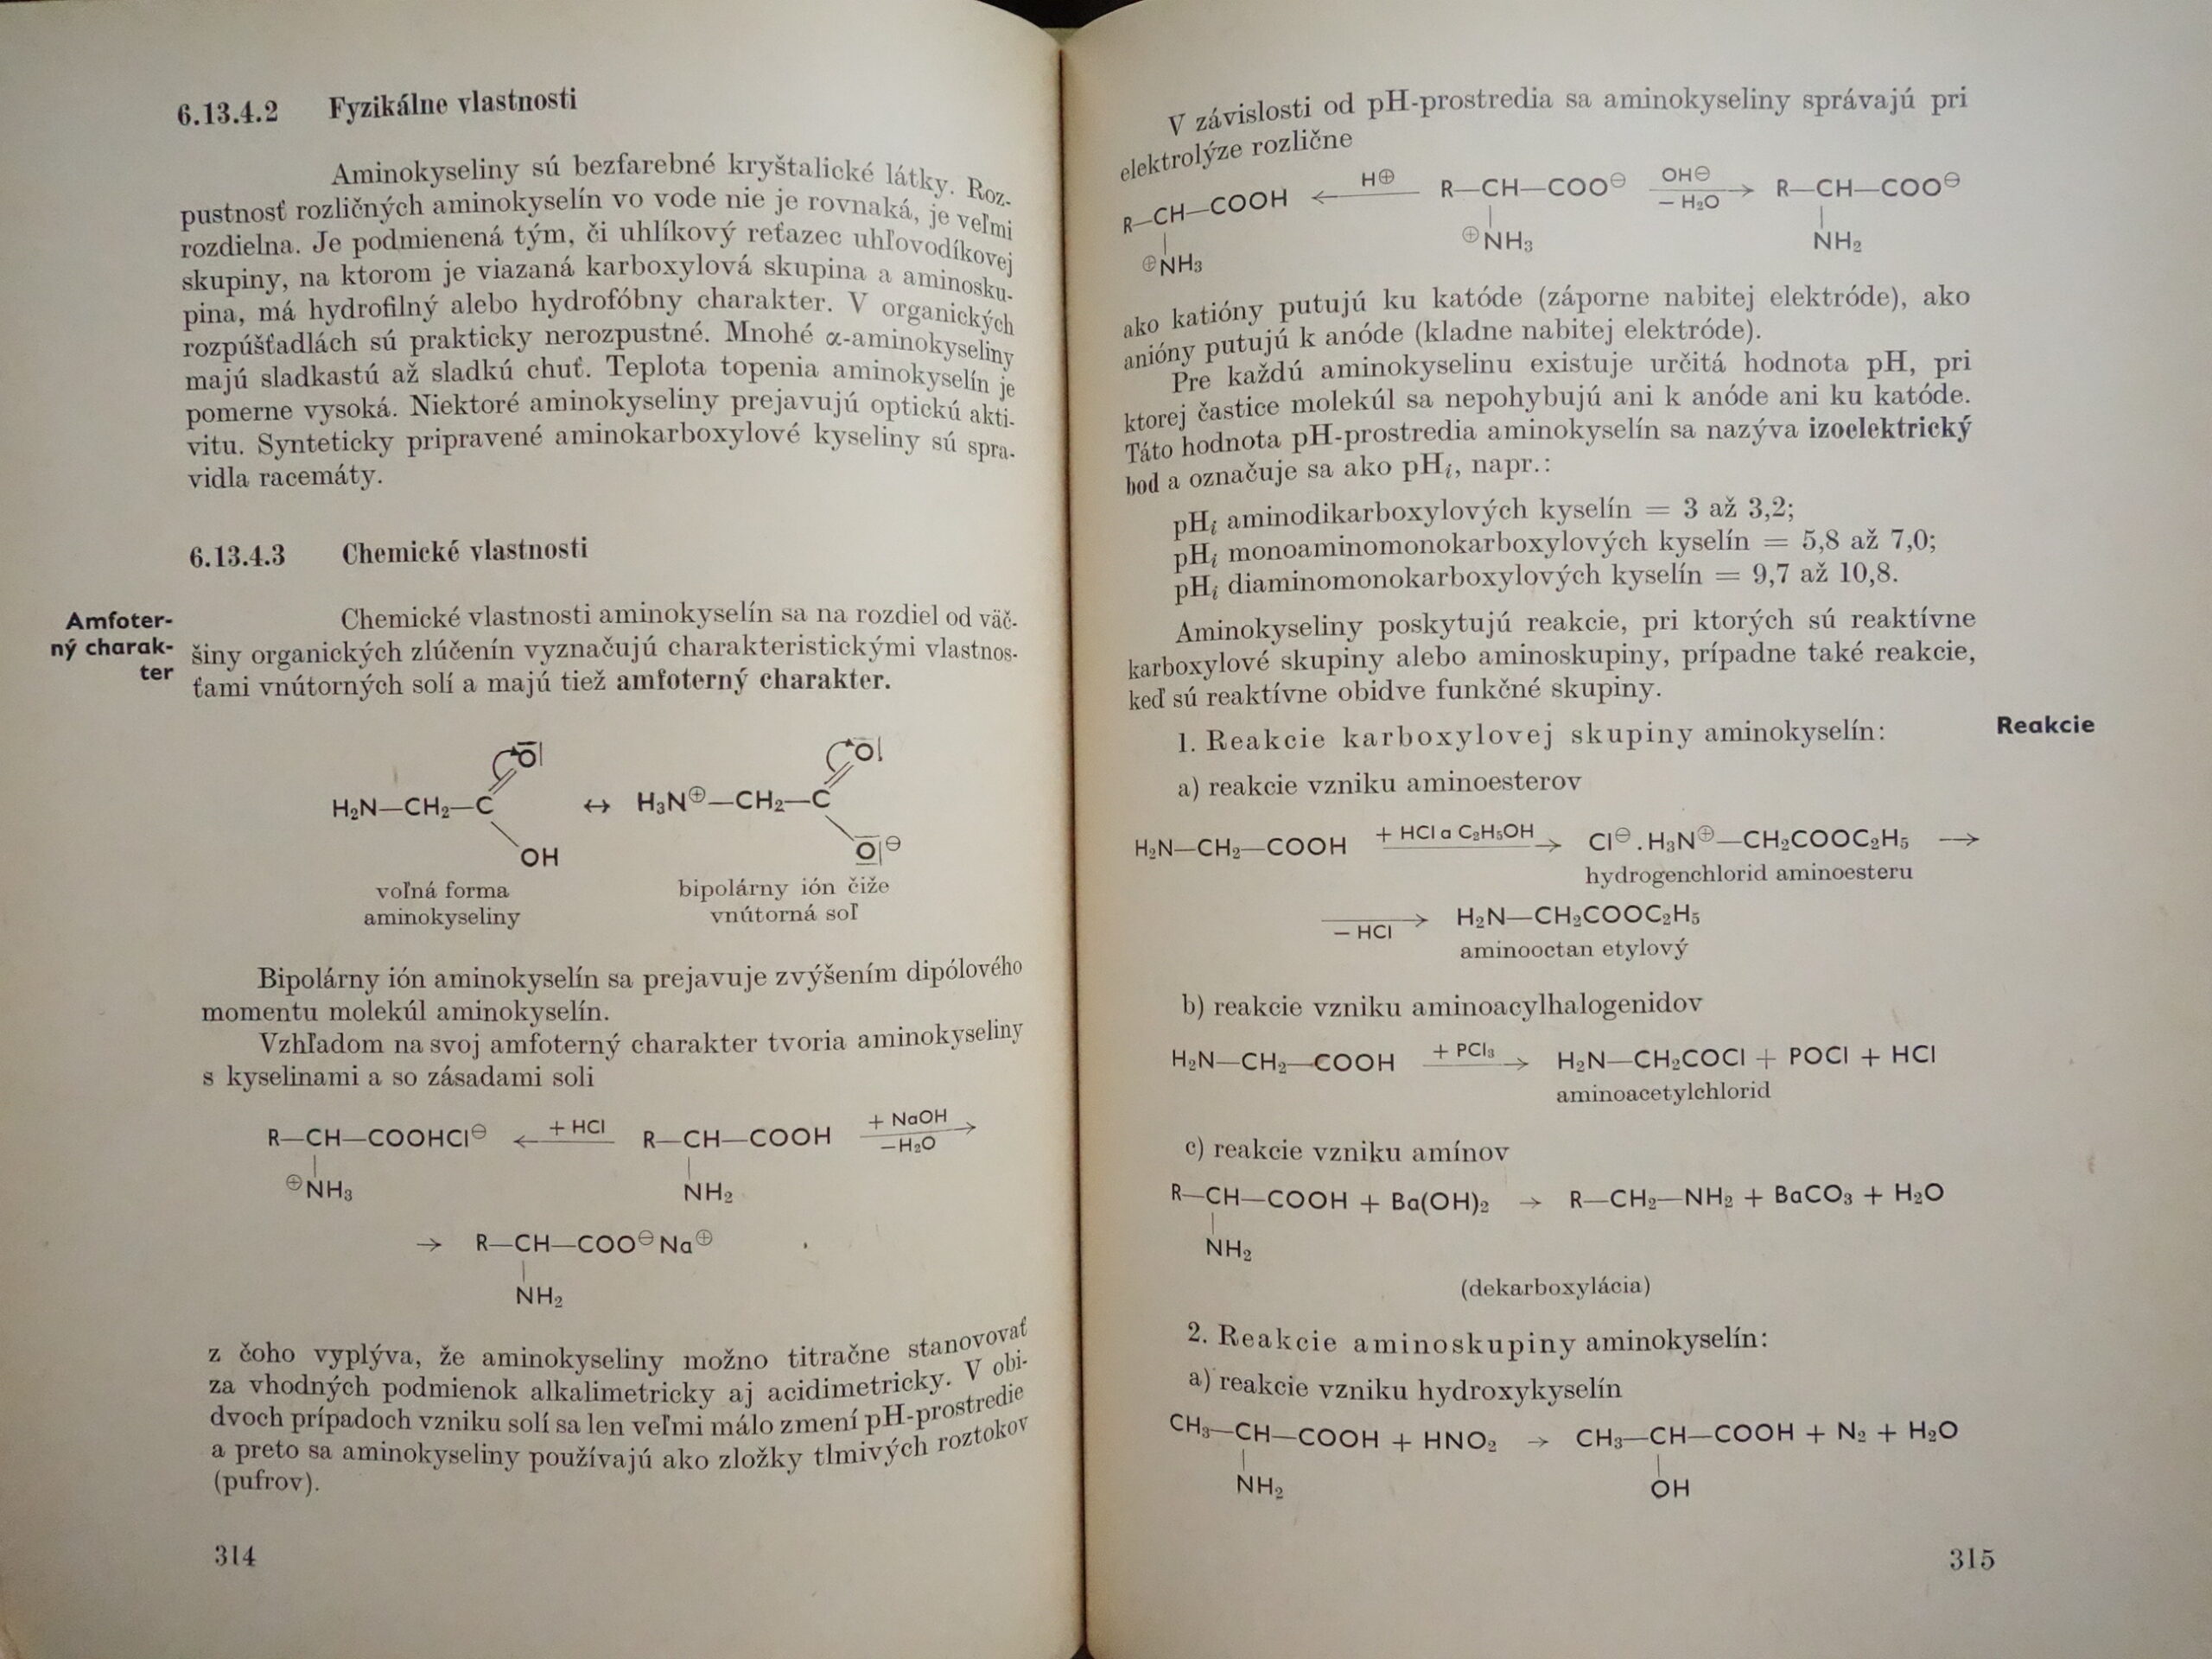 6.13.4.2 Fyzikálne vlastnosti
Aminokyseliny sú bezfarebné kryštalické látky. Roz-
pustnosť rozličných aminokyselín vo vode nie je rovnaká, je veľmi
rozdielna. Je podmienená tým, či uhlíkový reťazec uhľovodíkovej
skupiny, na ktorom je viazaná karboxylová skupina a aminosku-
pina, má hydrofilný alebo hydrofóbny charakter. V organických
rozpúšťadlách sú prakticky nerozpustné. Mnohé α-aminokyseliny
majú sladkastú až sladkú chuť. Teplota topenia aminokyselín je
pomerne vysoká. Niektoré aminokyseliny prejavujú optickú akti-
vitu. Synteticky pripravené aminokarboxylové kyseliny sú spra-
vidla racemáty.
6.13.4.3 Chemické vlastnosti
Amfoter-
ný charak-
ter
Chemické vlastnosti aminokyselín sa na rozdiel od väč-
šiny organických zlúčenín vyznačujú charakteristickými vlastnos-
ťami vnútorných solí a majú tiež amfoterný charakter.
O̅|  O̅|
H₂N—CH₂—C ↔ H₃N⊕—CH₂—C
OH  O̲̅|⊖
voľná forma bipolárny ión čiže
aminokyseliny vnútorná soľ
Bipolárny ión aminokyselín sa prejavuje zvýšením dipólového
momentu molekúl aminokyselín.
Vzhľadom na svoj amfoterný charakter tvoria aminokyseliny
s kyselinami a so zásadami soli
R—CH—COOHCl⊖ ← + HCl R—CH—COOH + NaOH − H₂O →
⊕NH₃ NH₂
→ R—CH—COO⊖Na⊕
NH₂
z čoho vyplýva, že aminokyseliny možno titračne stanovovať
za vhodných podmienok alkalimetricky aj acidimetricky. V obi-
dvoch prípadoch vzniku solí sa len veľmi málo zmení pH-prostredie
a preto sa aminokyseliny používajú ako zložky tlmivých roztokov
(pufrov).
314
V závislosti od pH-prostredia sa aminokyseliny správajú pri
elektrolýze rozlične
R—CH—COOH ← H⊕ R—CH—COO⊖ OH⊖ − H₂O → R—CH—COO⊖
⊕NH₃ ⊕NH₃ NH₂
ako katióny putujú ku katóde (záporne nabitej elektróde), ako
anióny putujú k anóde (kladne nabitej elektróde).
Pre každú aminokyselinu existuje určitá hodnota pH, pri
ktorej častice molekúl sa nepohybujú ani k anóde ani ku katóde.
Táto hodnota pH-prostredia aminokyselín sa nazýva izoelektrický
bod a označuje sa ako pHᵢ, napr.:
pHᵢ aminodikarboxylových kyselín = 3 až 3,2;
pHᵢ monoaminomonokarboxylových kyselín = 5,8 až 7,0;
pHᵢ diaminomonokarboxylových kyselín = 9,7 až 10,8.
Aminokyseliny poskytujú reakcie, pri ktorých sú reaktívne
karboxylové skupiny alebo aminoskupiny, prípadne také reakcie,
keď sú reaktívne obidve funkčné skupiny.
1. Reakcie karboxylovej skupiny aminokyselín:
Reakcie
a) reakcie vzniku aminoesterov
H₂N—CH₂—COOH + HCl a C₂H₅OH → Cl⊖ . H₃N⊕—CH₂COOC₂H₅ →
hydrogenchlorid aminoesteru
− HCl → H₂N—CH₂COOC₂H₅
aminooctan etylový
b) reakcie vzniku aminoacylhalogenidov
H₂N—CH₂—COOH + PCl₃ → H₂N—CH₂COCl + POCl + HCl
aminoacetylchlorid
c) reakcie vzniku amínov
R—CH—COOH + Ba(OH)₂ → R—CH₂—NH₂ + BaCO₃ + H₂O
NH₂
(dekarboxylácia)
2. Reakcie aminoskupiny aminokyselín:
a) reakcie vzniku hydroxykyselín
CH₃—CH—COOH + HNO₂ → CH₃—CH—COOH + N₂ + H₂O
NH₂ OH
315